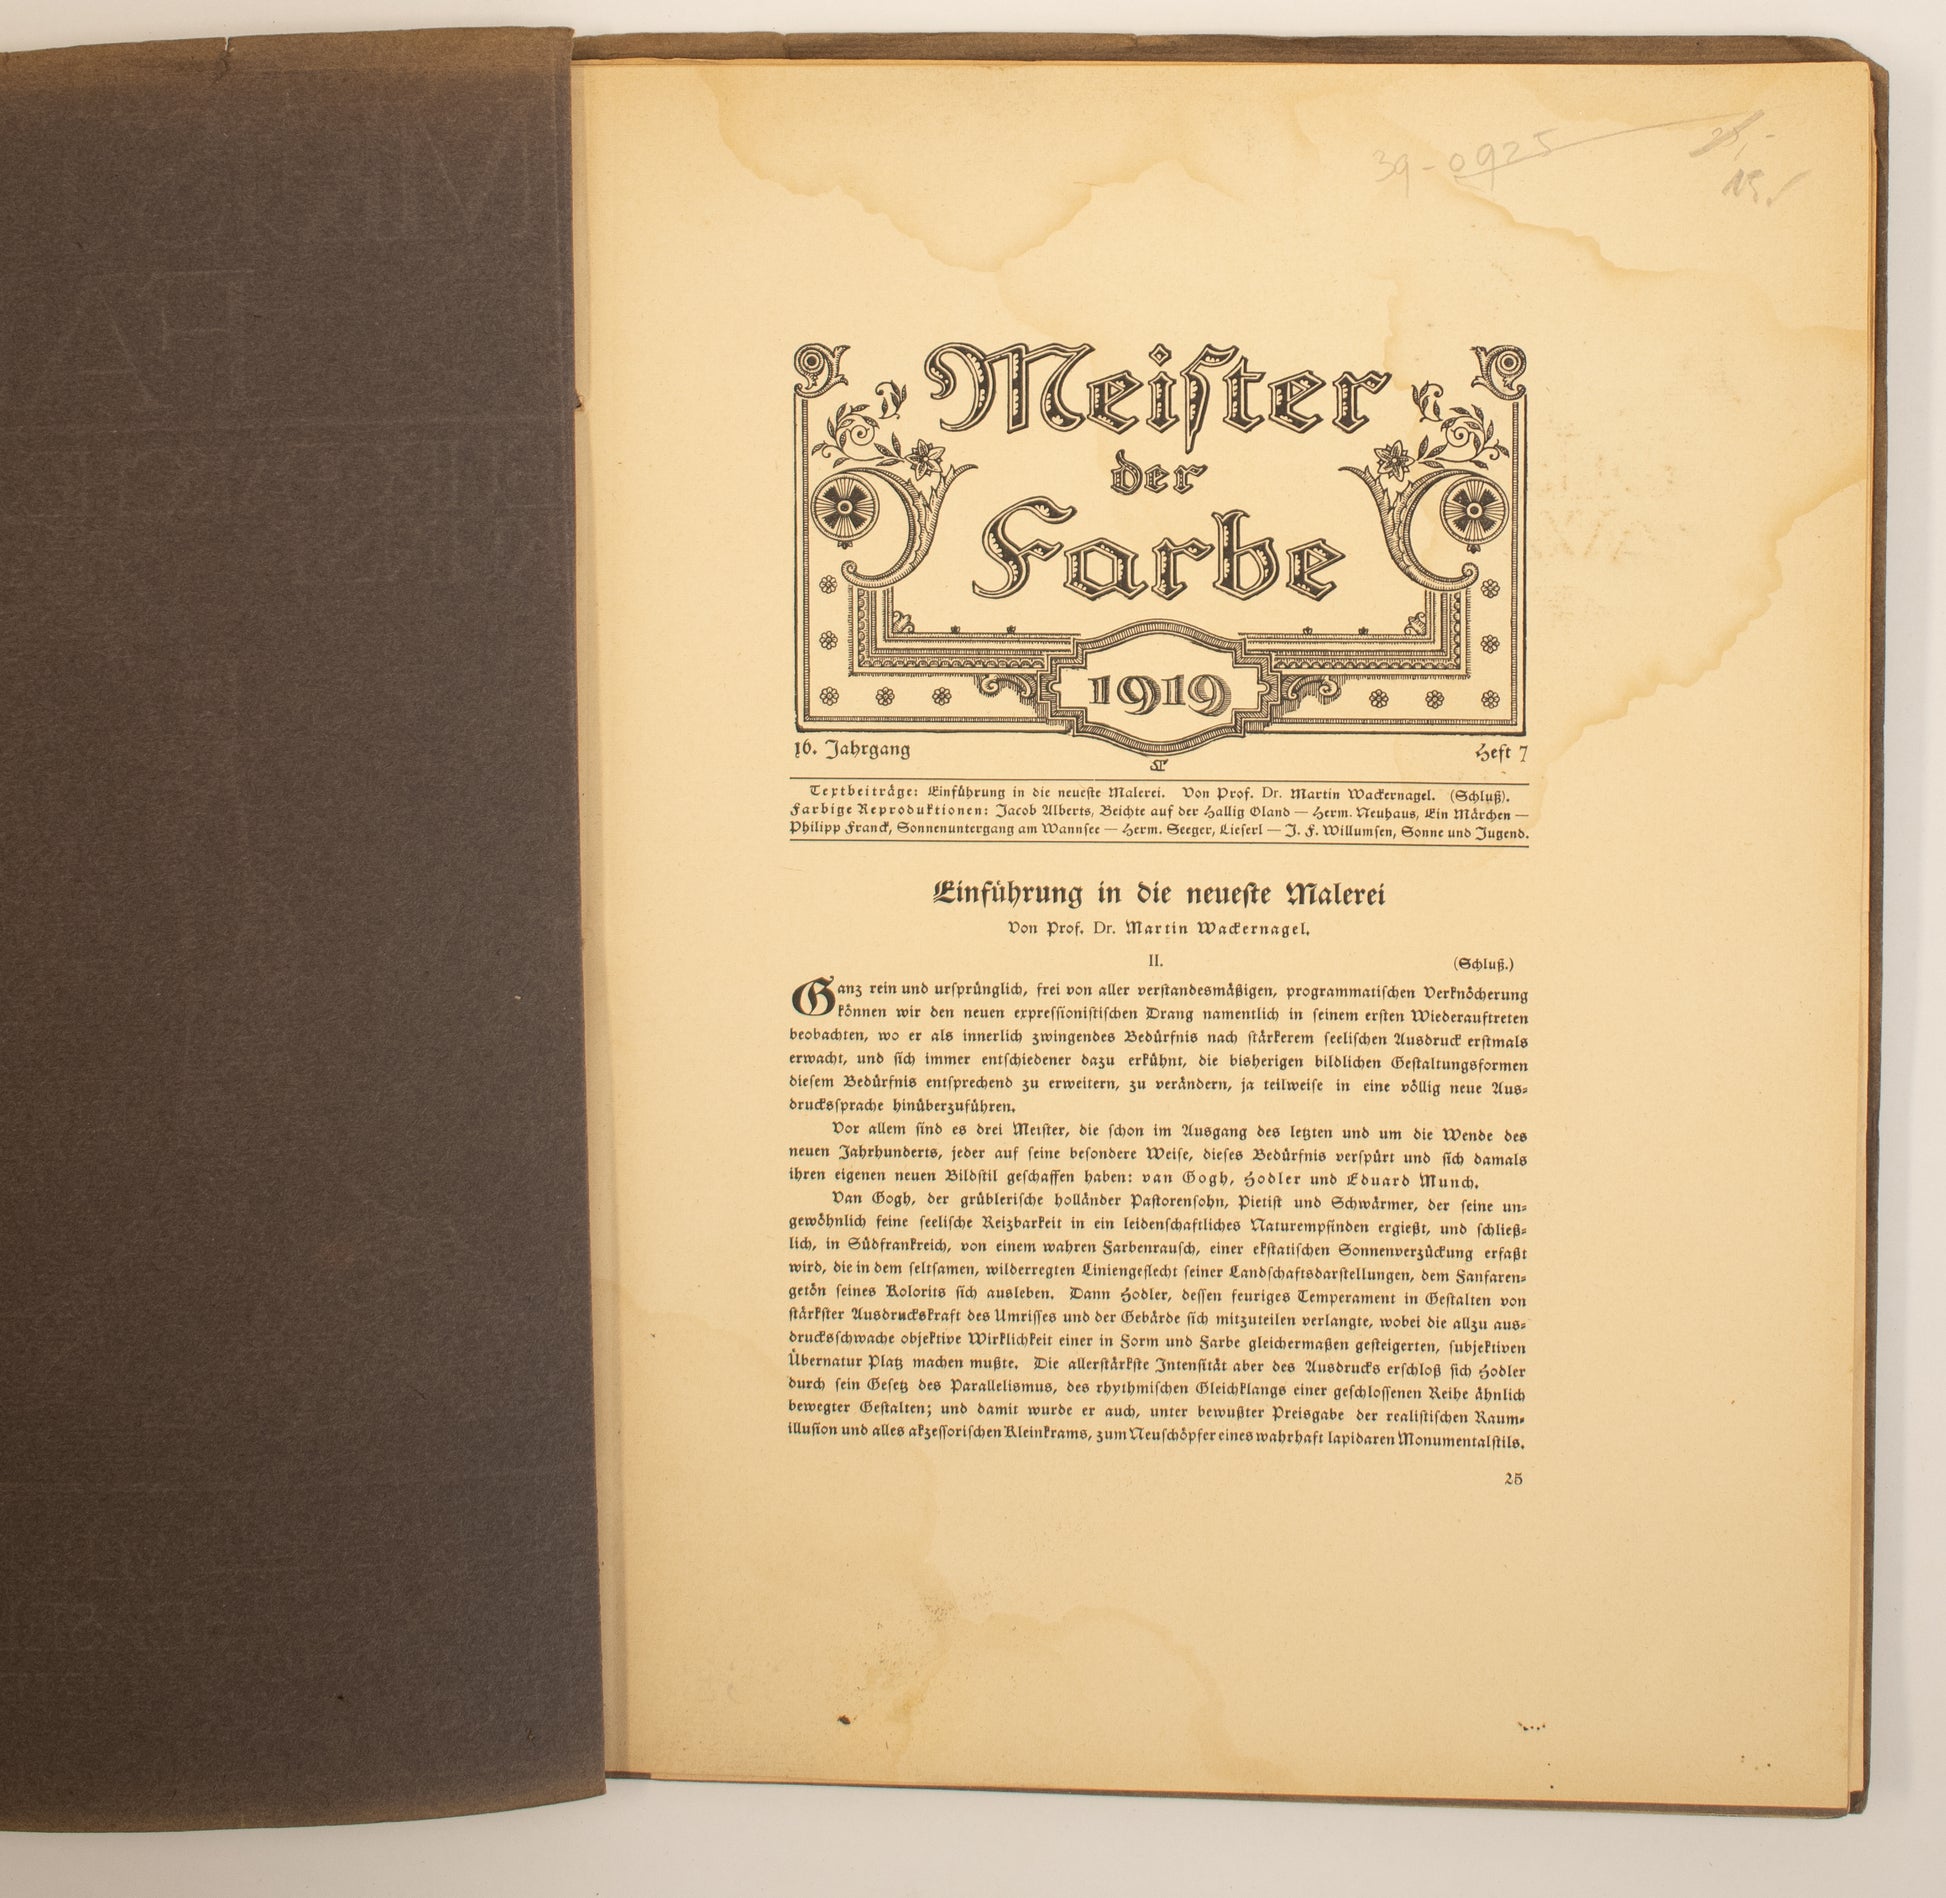 39-0925
15.
Meiſter
der
Farbe
1919
16. Jahrgang
Heft 7
Textbeiträge: Einführung in die neueſte Malerei. Von Prof. Dr. Martin Wackernagel. (Schluß).
Farbige Reproduktionen: Jacob Alberts, Beichte auf der Hallig Oland — Herm. Neuhaus, Ein Märchen —
Philipp Franck, Sonnenuntergang am Wannſee — Herm. Seeger, Lieſerl — J. F. Willumſen, Sonne und Jugend.
Einführung in die neueſte Malerei
Von Prof. Dr. Martin Wackernagel.
II.
(Schluß.)
Ganz rein und urſprünglich, frei von aller verſtandesmäßigen, programmatiſchen Verknöcherung
können wir den neuen expreſſioniſtiſchen Drang namentlich in ſeinem erſten Wiederauftreten
beobachten, wo er als innerlich zwingendes Bedürfnis nach ſtärkerem ſeeliſchen Ausdruck erſtmals
erwacht, und ſich immer entſchiedener dazu erkühnt, die bisherigen bildlichen Geſtaltungsformen
dieſem Bedürfnis entſprechend zu erweitern, zu verändern, ja teilweiſe in eine völlig neue Aus-
drucksſprache hinüberzuführen.
Vor allem ſind es drei Meiſter, die ſchon im Ausgang des letzten und um die Wende des
neuen Jahrhunderts, jeder auf ſeine beſondere Weiſe, dieſes Bedürfnis verſpürt und ſich damals
ihren eigenen neuen Bildſtil geſchaffen haben: van Gogh, Hodler und Eduard Munch.
Van Gogh, der grübleriſche holländer Paſtorenſohn, Pietiſt und Schwärmer, der ſeine un-
gewöhnlich feine ſeeliſche Reizbarkeit in ein leidenſchaftliches Naturempfinden ergießt, und ſchließ-
lich, in Südfrankreich, von einem wahren Farbenrauſch, einer ekſtatiſchen Sonnenverzückung erfaßt
wird, die in dem ſeltſamen, wilderregten Liniengeflecht ſeiner Landſchaftsdarſtellungen, dem Fanfaren-
getön ſeines Kolorits ſich ausleben. Dann Hodler, deſſen feuriges Temperament in Geſtalten von
ſtärkſter Ausdruckskraft des Umriſſes und der Gebärde ſich mitzuteilen verlangte, wobei die allzu aus-
drucksſchwache objektive Wirklichkeit einer in Form und Farbe gleichermaßen geſteigerten, ſubjektiven
Übernatur Platz machen mußte. Die allerſtärkſte Intenſität aber des Ausdrucks erſchloß ſich Hodler
durch ſein Geſetz des Parallelismus, des rhythmiſchen Gleichklangs einer geſchloſſenen Reihe ähnlich
bewegter Geſtalten; und damit wurde er auch, unter bewußter Preisgabe der realiſtiſchen Raum-
illuſion und alles akzeſſoriſchen Kleinkrams, zum Neuſchöpfer eines wahrhaft lapidaren Monumentalſtils.
25